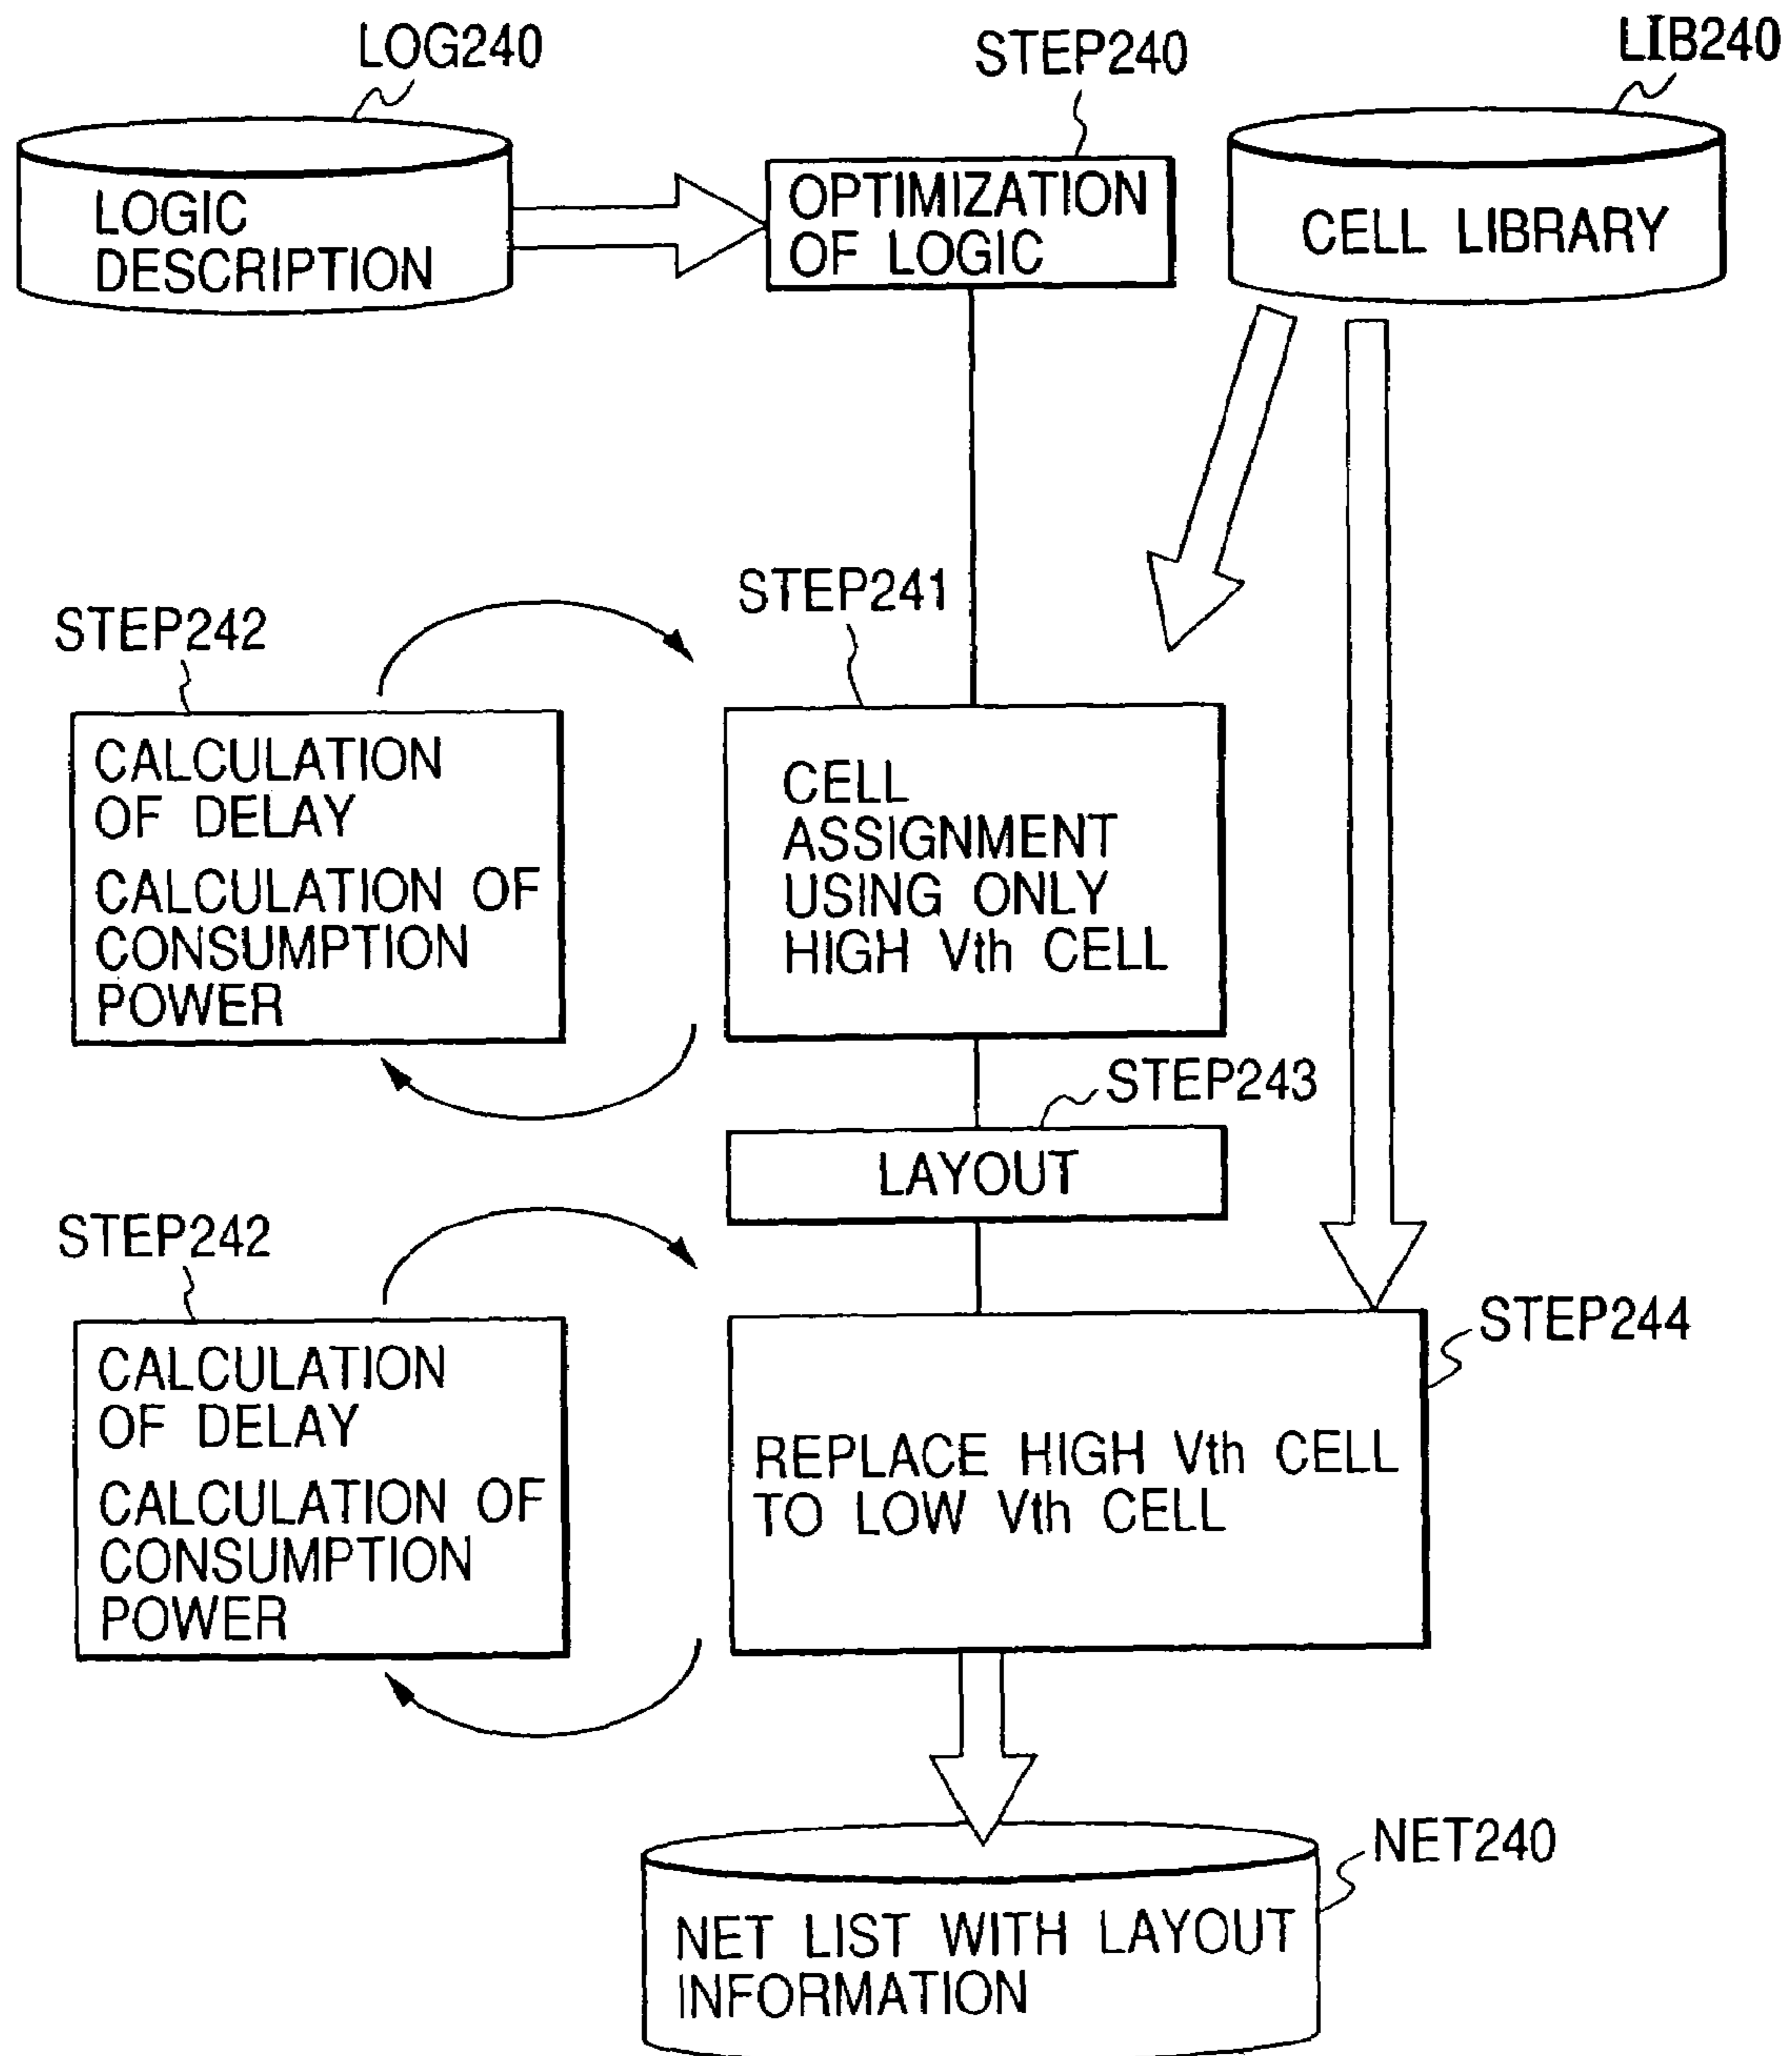 LOG240
STEP240
LIB240
LOGIC
DESCRIPTION
OPTIMIZATION
OF LOGIC
CELL LIBRARY
STEP242
STEP241
CALCULATION
OF DELAY
CALCULATION OF
CONSUMPTION
POWER
CELL
ASSIGNMENT
USING ONLY
HIGH Vth CELL
STEP243
LAYOUT
STEP242
STEP244
CALCULATION
OF DELAY
CALCULATION OF
CONSUMPTION
POWER
REPLACE HIGH Vth CELL
TO LOW Vth CELL
NET240
NET LIST WITH LAYOUT
INFORMATION